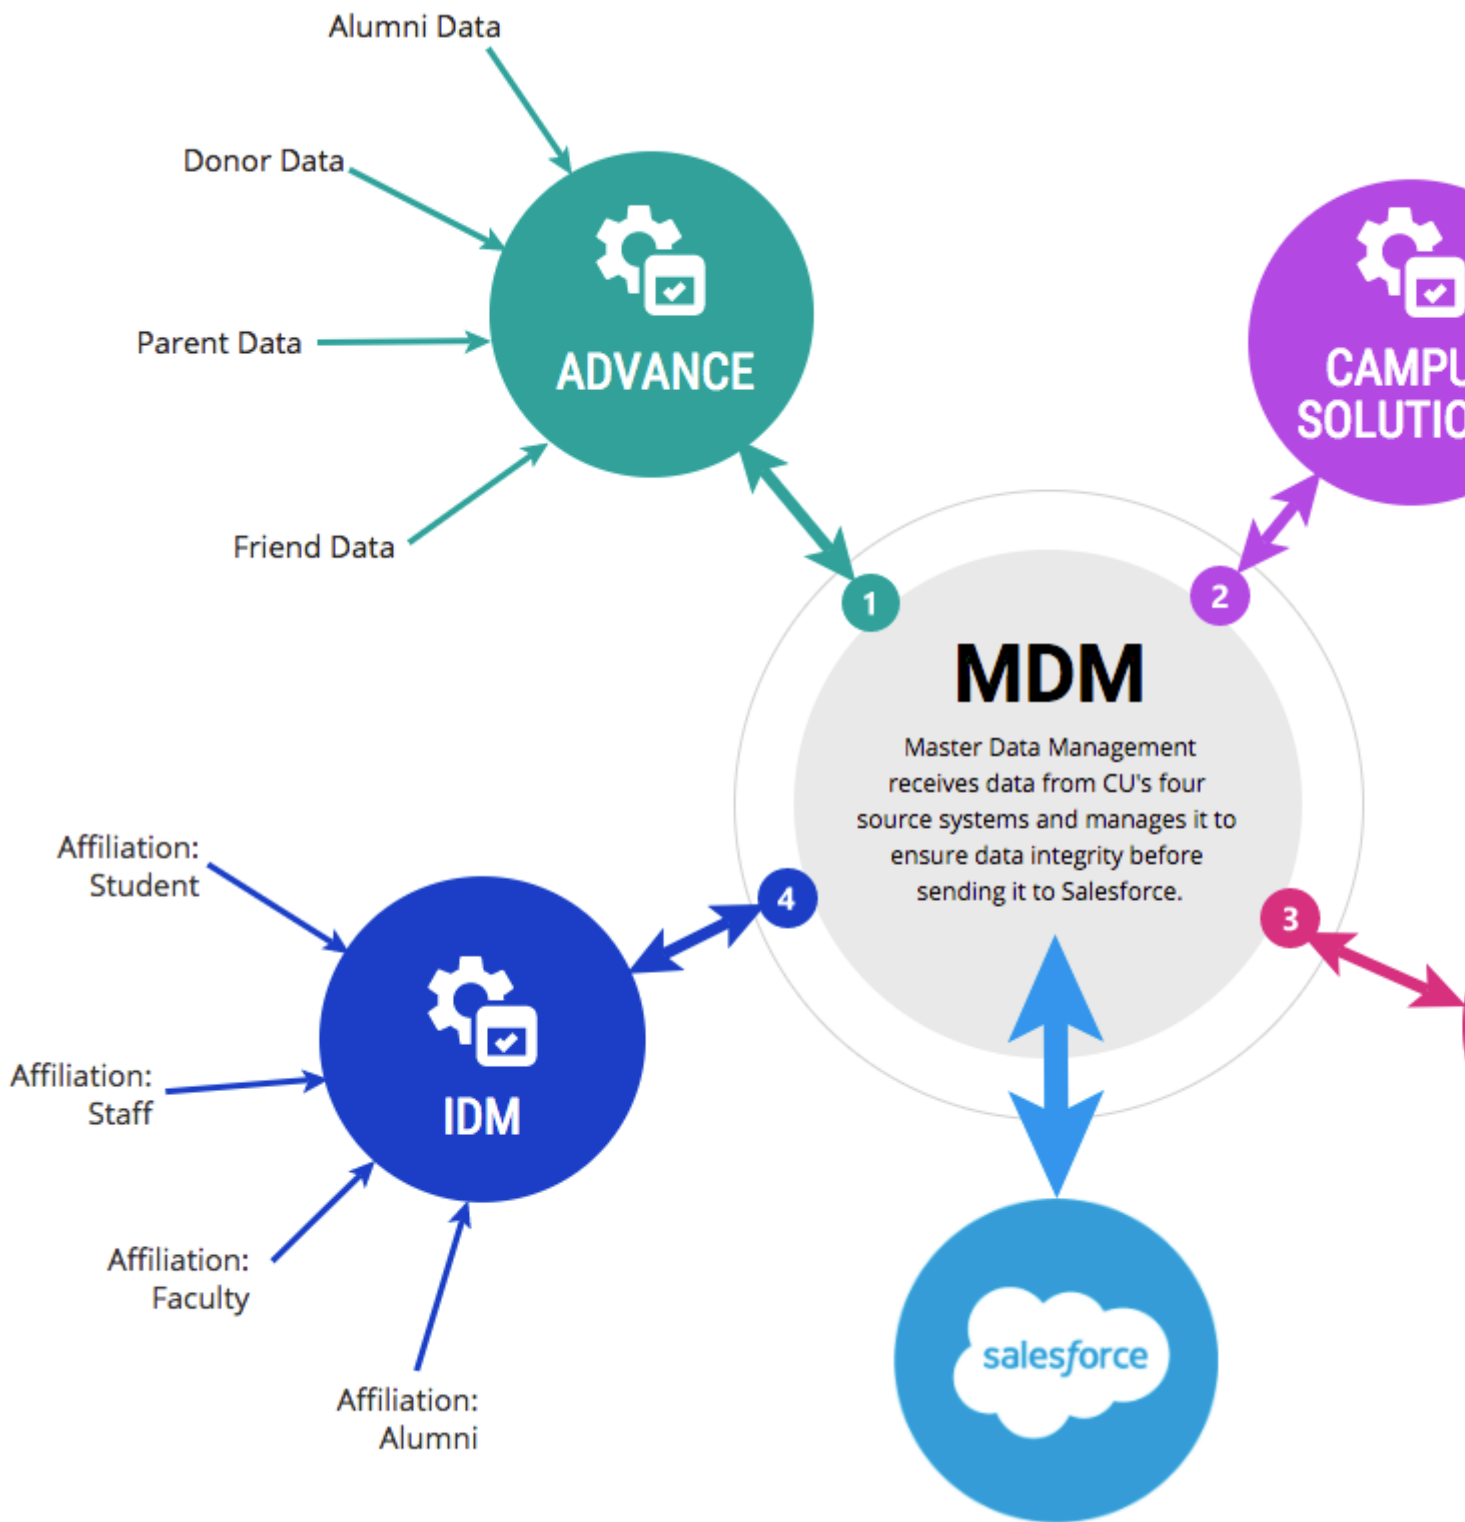 Alumni Data
Donor Data
Parent Data
Friend Data
ADVANCE
CAMPU
SOLUTIO
1
2
MDM
Master Data Management
receives data from CU's four
source systems and manages it to
ensure data integrity before
sending it to Salesforce.
4
3
Affiliation:
Student
Affiliation:
Staff
Affiliation:
Faculty
Affiliation:
Alumni
IDM
salesforce